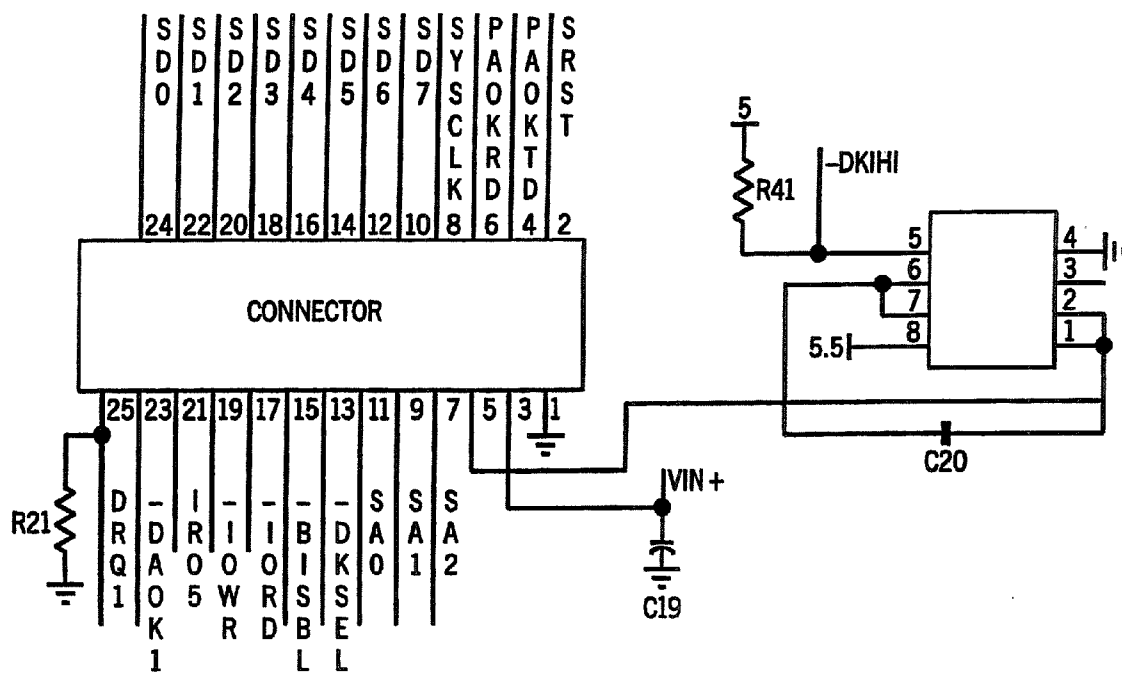 SD0 SD1 SD2 SD3 SD4 SD5 SD6 SD7 SYSCLK PAOKRD PAOKTD SRST
24 22 20 18 16 14 12 10 8 6 4 2
CONNECTOR
25 23 21 19 17 15 13 11 9 7 5 3 1
R21
DRQ1 -DAOK1 IRO5 -IOWR -IORD -BISBL -DKSEL SA0 SA1 SA2
VIN+
C19
5
R41
-DKIHI
5 4
6 3
7 2
8 1
5.5
C20